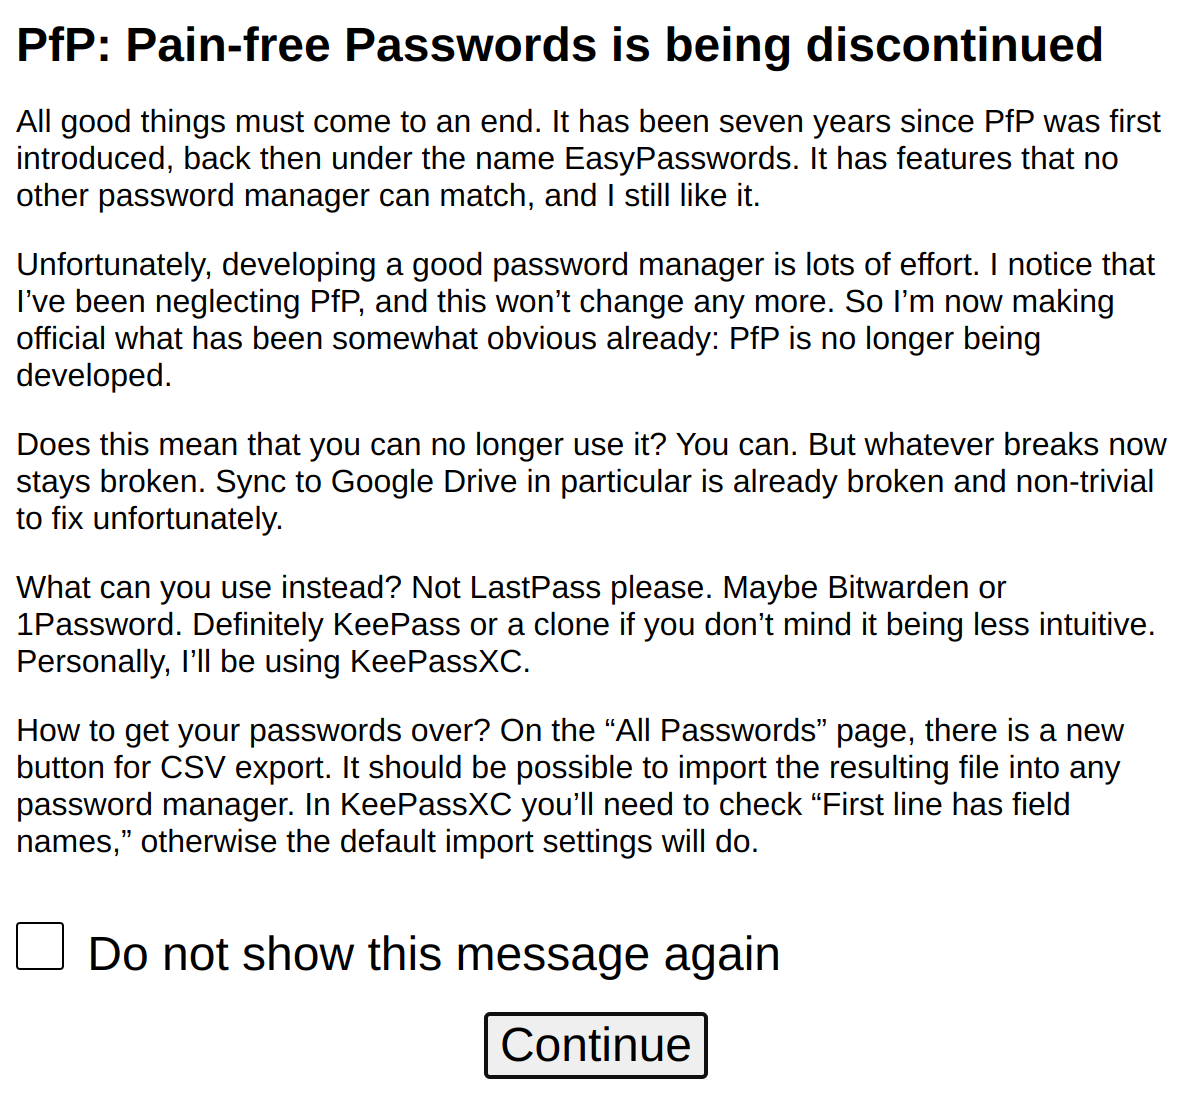 PfP: Pain-free Passwords is being discontinued
All good things must come to an end. It has been seven years since PfP was first
introduced, back then under the name EasyPasswords. It has features that no
other password manager can match, and I still like it.
Unfortunately, developing a good password manager is lots of effort. I notice that
I’ve been neglecting PfP, and this won’t change any more. So I’m now making
official what has been somewhat obvious already: PfP is no longer being
developed.
Does this mean that you can no longer use it? You can. But whatever breaks now
stays broken. Sync to Google Drive in particular is already broken and non-trivial
to fix unfortunately.
What can you use instead? Not LastPass please. Maybe Bitwarden or
1Password. Definitely KeePass or a clone if you don’t mind it being less intuitive.
Personally, I’ll be using KeePassXC.
How to get your passwords over? On the “All Passwords” page, there is a new
button for CSV export. It should be possible to import the resulting file into any
password manager. In KeePassXC you’ll need to check “First line has field
names,” otherwise the default import settings will do.
Do not show this message again
Continue